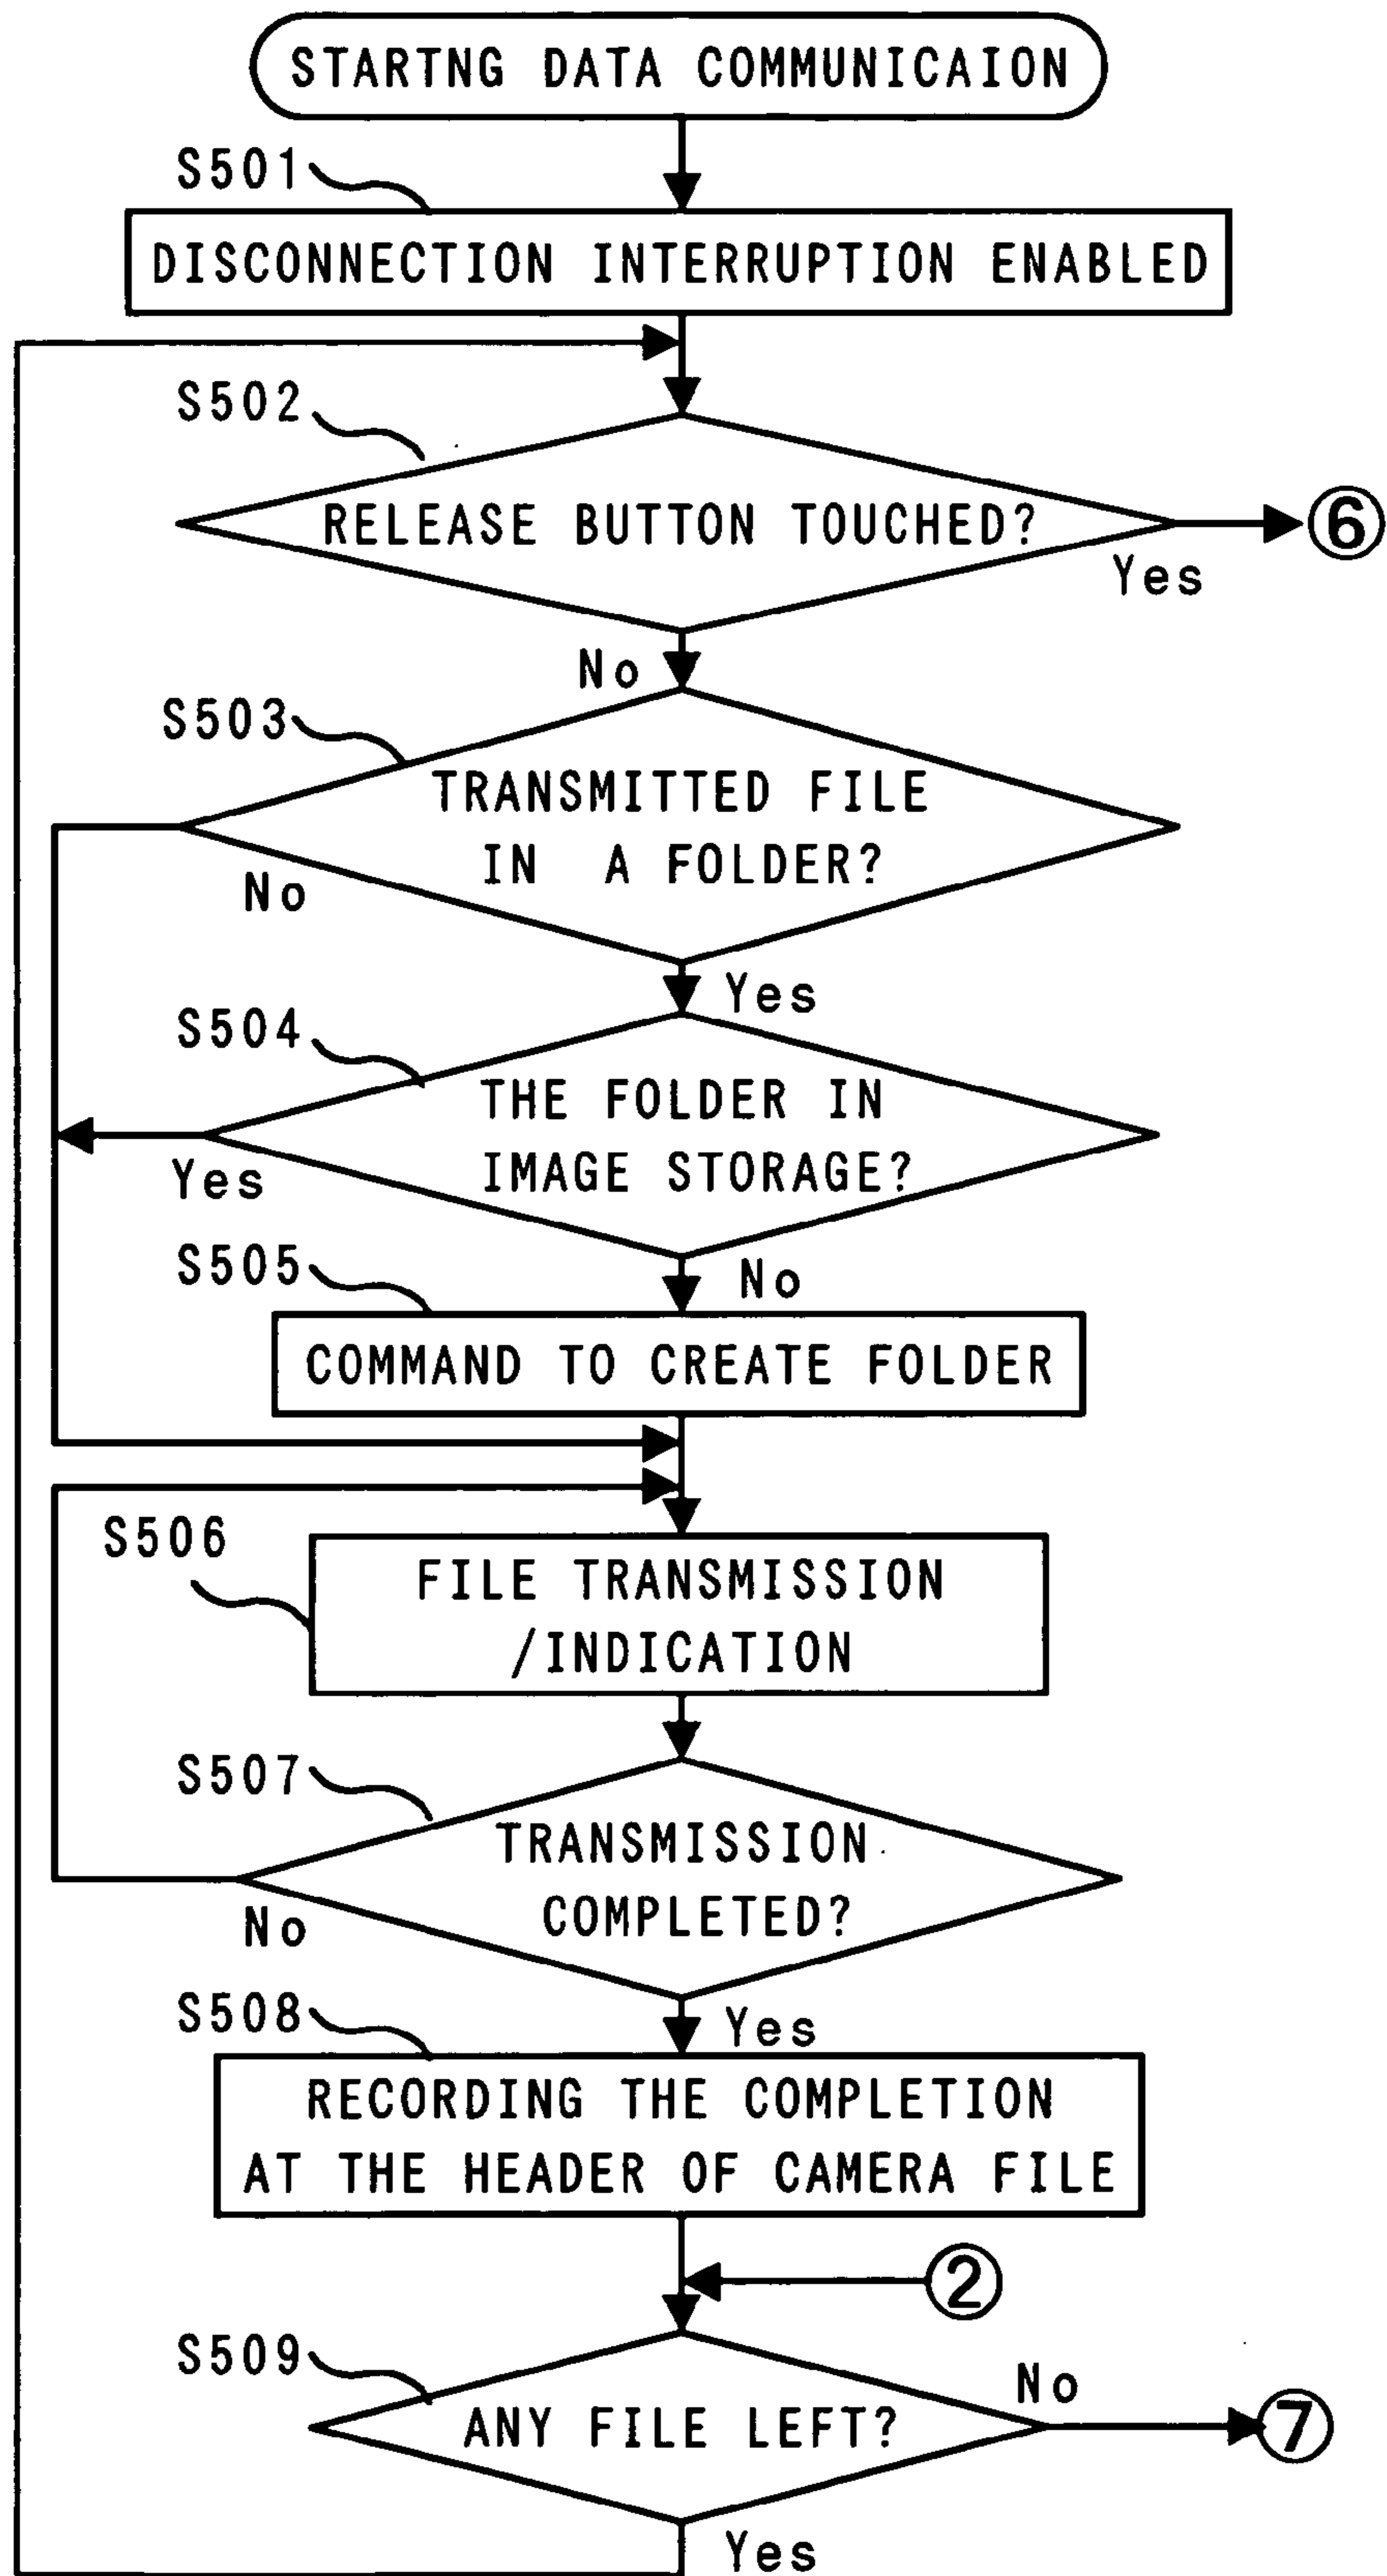 STARTNG DATA COMMUNICAION
S501
DISCONNECTION INTERRUPTION ENABLED
S502
RELEASE BUTTON TOUCHED?
⑥
Yes
No
S503
TRANSMITTED FILE
IN A FOLDER?
No
Yes
S504
THE FOLDER IN
IMAGE STORAGE?
Yes
No
S505
COMMAND TO CREATE FOLDER
S506
FILE TRANSMISSION
/INDICATION
S507
TRANSMISSION
COMPLETED?
No
Yes
S508
RECORDING THE COMPLETION
AT THE HEADER OF CAMERA FILE
②
S509
No
ANY FILE LEFT?
⑦
Yes